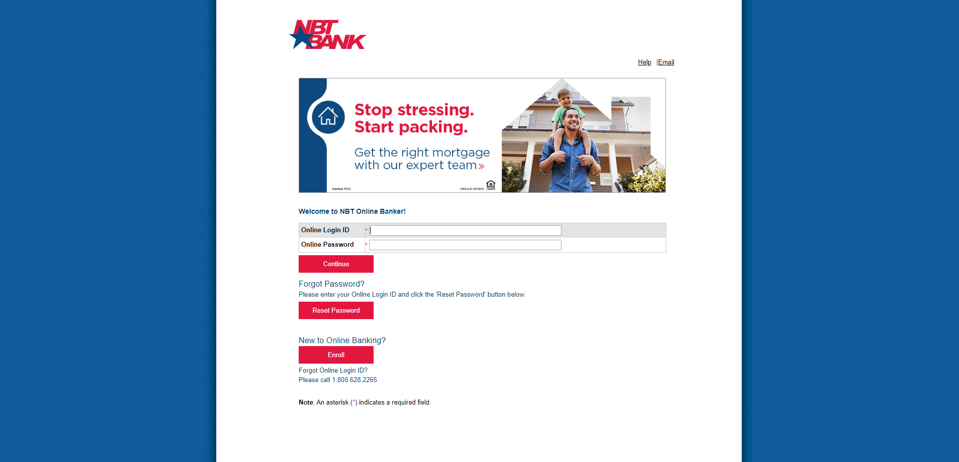 NBT
BANK
Help | Email
Stop stressing.
Start packing.
Get the right mortgage
with our expert team»
Member FDIC
Welcome to NBT Online Banker!
Online Login ID *
Online Password *
Continue
Forgot Password?
Please enter your Online Login ID and click the 'Reset Password' button below.
Reset Password
New to Online Banking?
Enroll
Forgot Online Login ID?
Please call 1.800.628.2265
Note: An asterisk (*) indicates a required field.